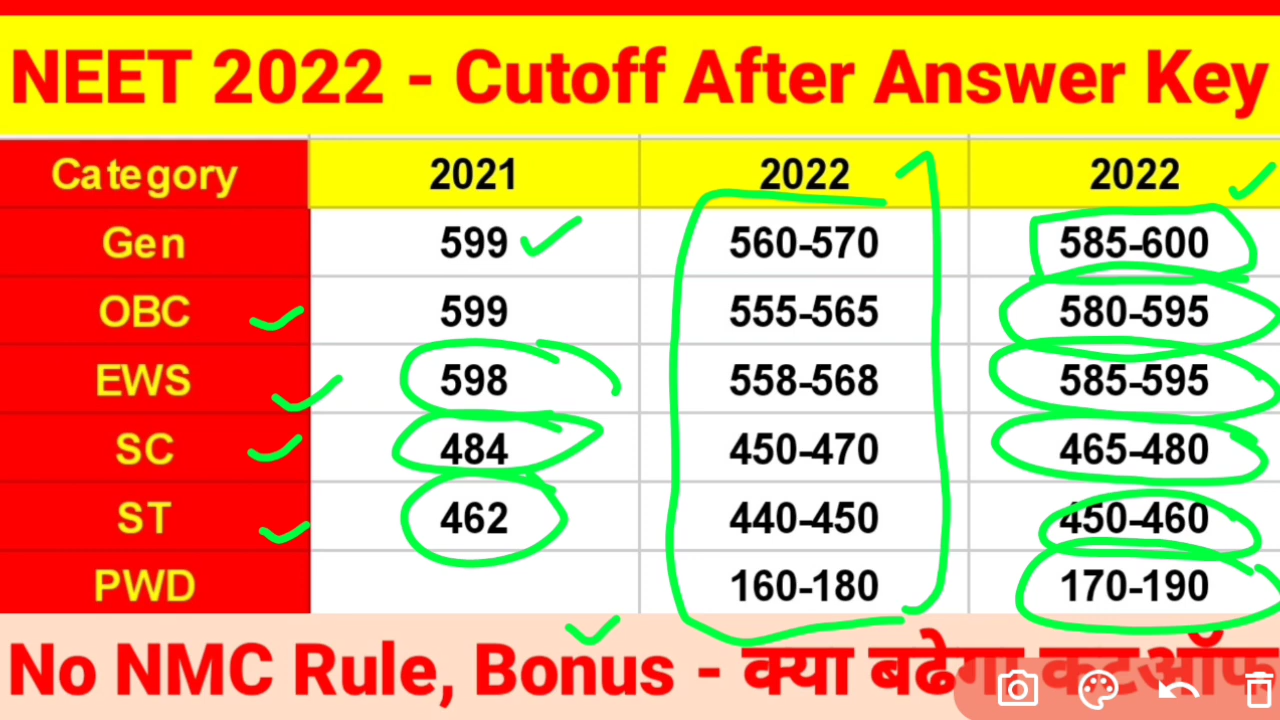 NEET 2022 - Cutoff After Answer Key
Category 2021 2022 2022
Gen 599 560-570 585-600
OBC 599 555-565 580-595
EWS 598 558-568 585-595
SC 484 450-470 465-480
ST 462 440-450 450-460
PWD 160-180 170-190
No NMC Rule, Bonus - क्या बढेगा कटऑफ